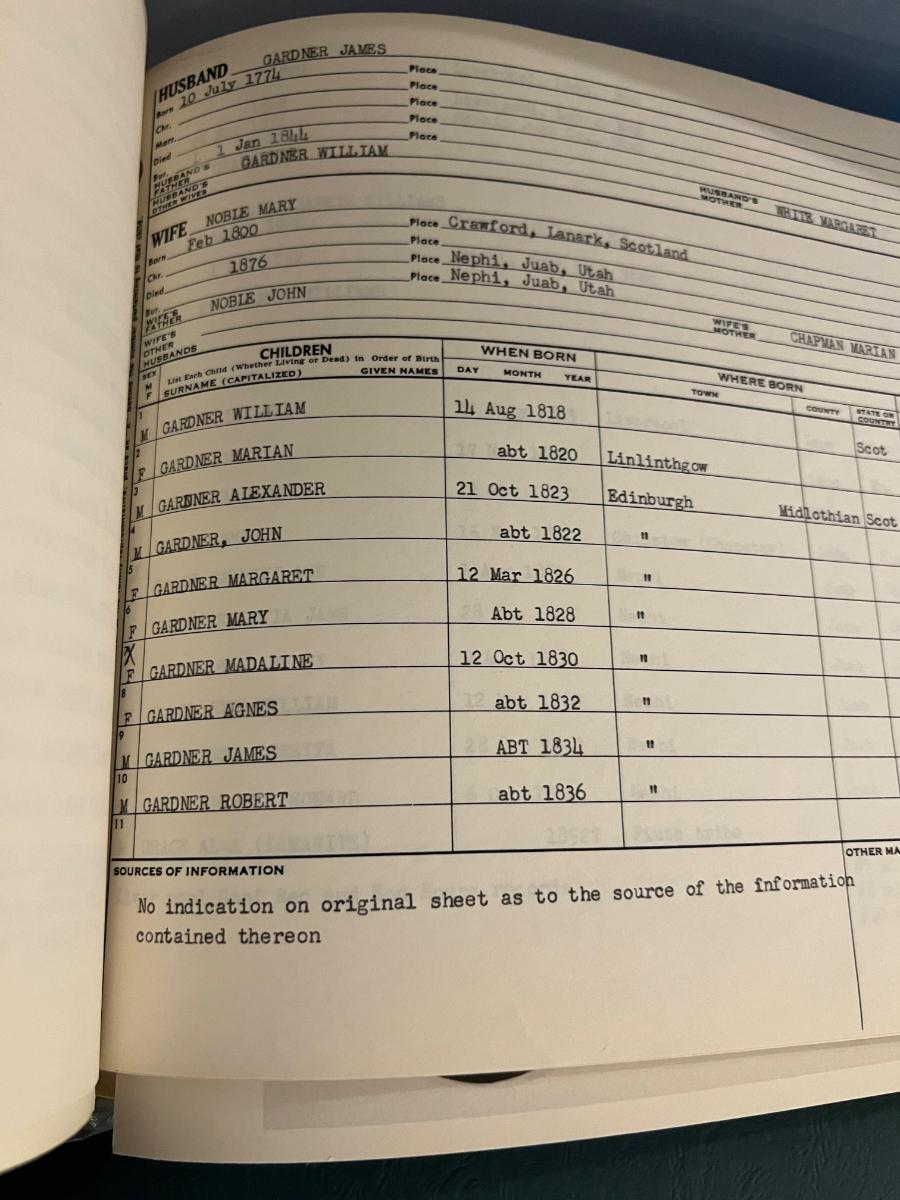 HUSBAND GARDNER JAMES
Born 10 July 1774 Place
Chr. Place
Marr. Place
Died 1 Jan 1844 Place
Bur.
HUSBAND'S FATHER GARDNER WILLIAM HUSBAND'S MOTHER WHITE MARGARET
HUSBAND'S OTHER WIVES
WIFE NOBLE MARY
Born Feb 1800 Place Crawford, Lanark, Scotland
Chr. Place
Died 1876 Place Nephi, Juab, Utah
Bur. Place Nephi, Juab, Utah
WIFE'S FATHER NOBLE JOHN WIFE'S MOTHER CHAPMAN MARIAN
WIFE'S OTHER HUSBANDS
SEX M F CHILDREN WHEN BORN WHERE BORN
List Each Child (Whether Living or Dead) in Order of Birth
SURNAME (CAPITALIZED) GIVEN NAMES DAY MONTH YEAR TOWN COUNTY STATE OR COUNTRY
1 M GARDNER WILLIAM 14 Aug 1818 Scot
2 F GARDNER MARIAN abt 1820 Linlinthgow
3 M GARDNER ALEXANDER 21 Oct 1823 Edinburgh Midlothian Scot
4 M GARDNER, JOHN abt 1822 "
5 F GARDNER MARGARET 12 Mar 1826 "
6 F GARDNER MARY Abt 1828 "
7 X F GARDNER MADALINE 12 Oct 1830 "
8 F GARDNER AGNES abt 1832 "
9 M GARDNER JAMES ABT 1834 "
10 M GARDNER ROBERT abt 1836 "
11
SOURCES OF INFORMATION OTHER MA
No indication on original sheet as to the source of the information
contained thereon